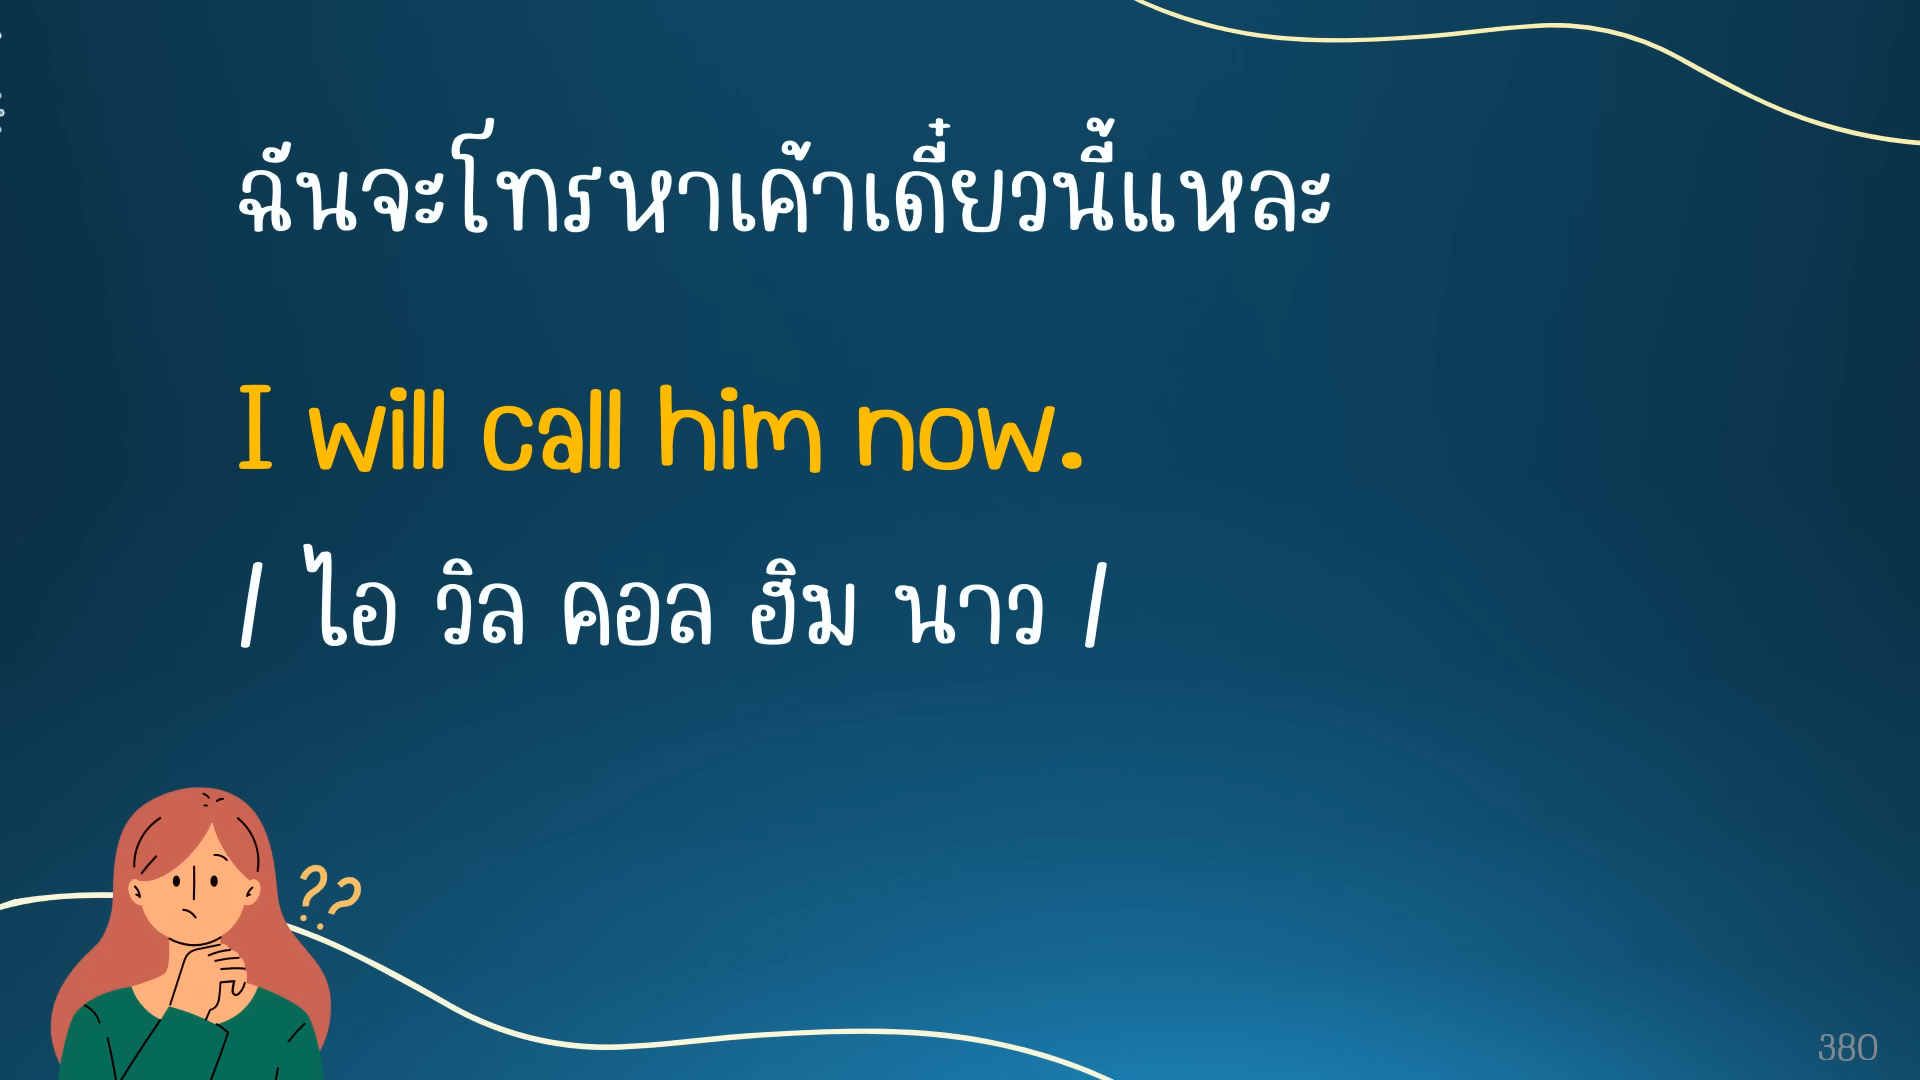 ฉันจะโทรหาเค้าเดี๋ยวนี้แหละ
I will call him now.
/ ไอ วิล คอล ฮิม นาว /
??
380